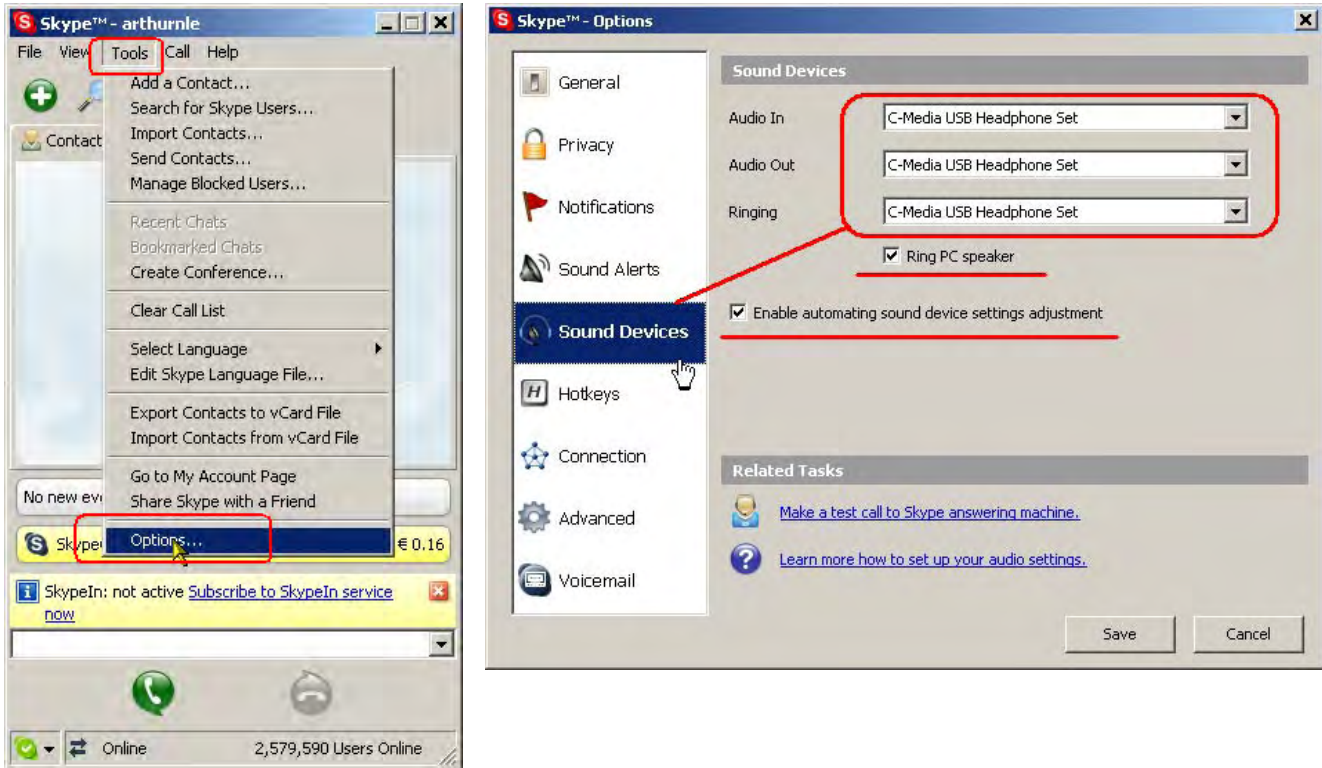 Skype™ - arthurnle
File View Tools Call Help
Add a Contact...
Search for Skype Users...
Import Contacts...
Send Contacts...
Manage Blocked Users...
Contact
Recent Chats
Bookmarked Chats
Create Conference...
Clear Call List
Select Language
Edit Skype Language File...
Export Contacts to vCard File
Import Contacts from vCard File
Go to My Account Page
Share Skype with a Friend
No new
Options...
€ 0.16
SkypeIn: not active Subscribe to SkypeIn service
now
Online 2,579,590 Users Online
Skype™ - Options
General
Privacy
Notifications
Sound Alerts
Sound Devices
Hotkeys
Connection
Advanced
Voicemail
Sound Devices
Audio In C-Media USB Headphone Set
Audio Out C-Media USB Headphone Set
Ringing C-Media USB Headphone Set
Ring PC speaker
Enable automating sound device settings adjustment
Related Tasks
Make a test call to Skype answering machine.
Learn more how to set up your audio settings.
Save Cancel